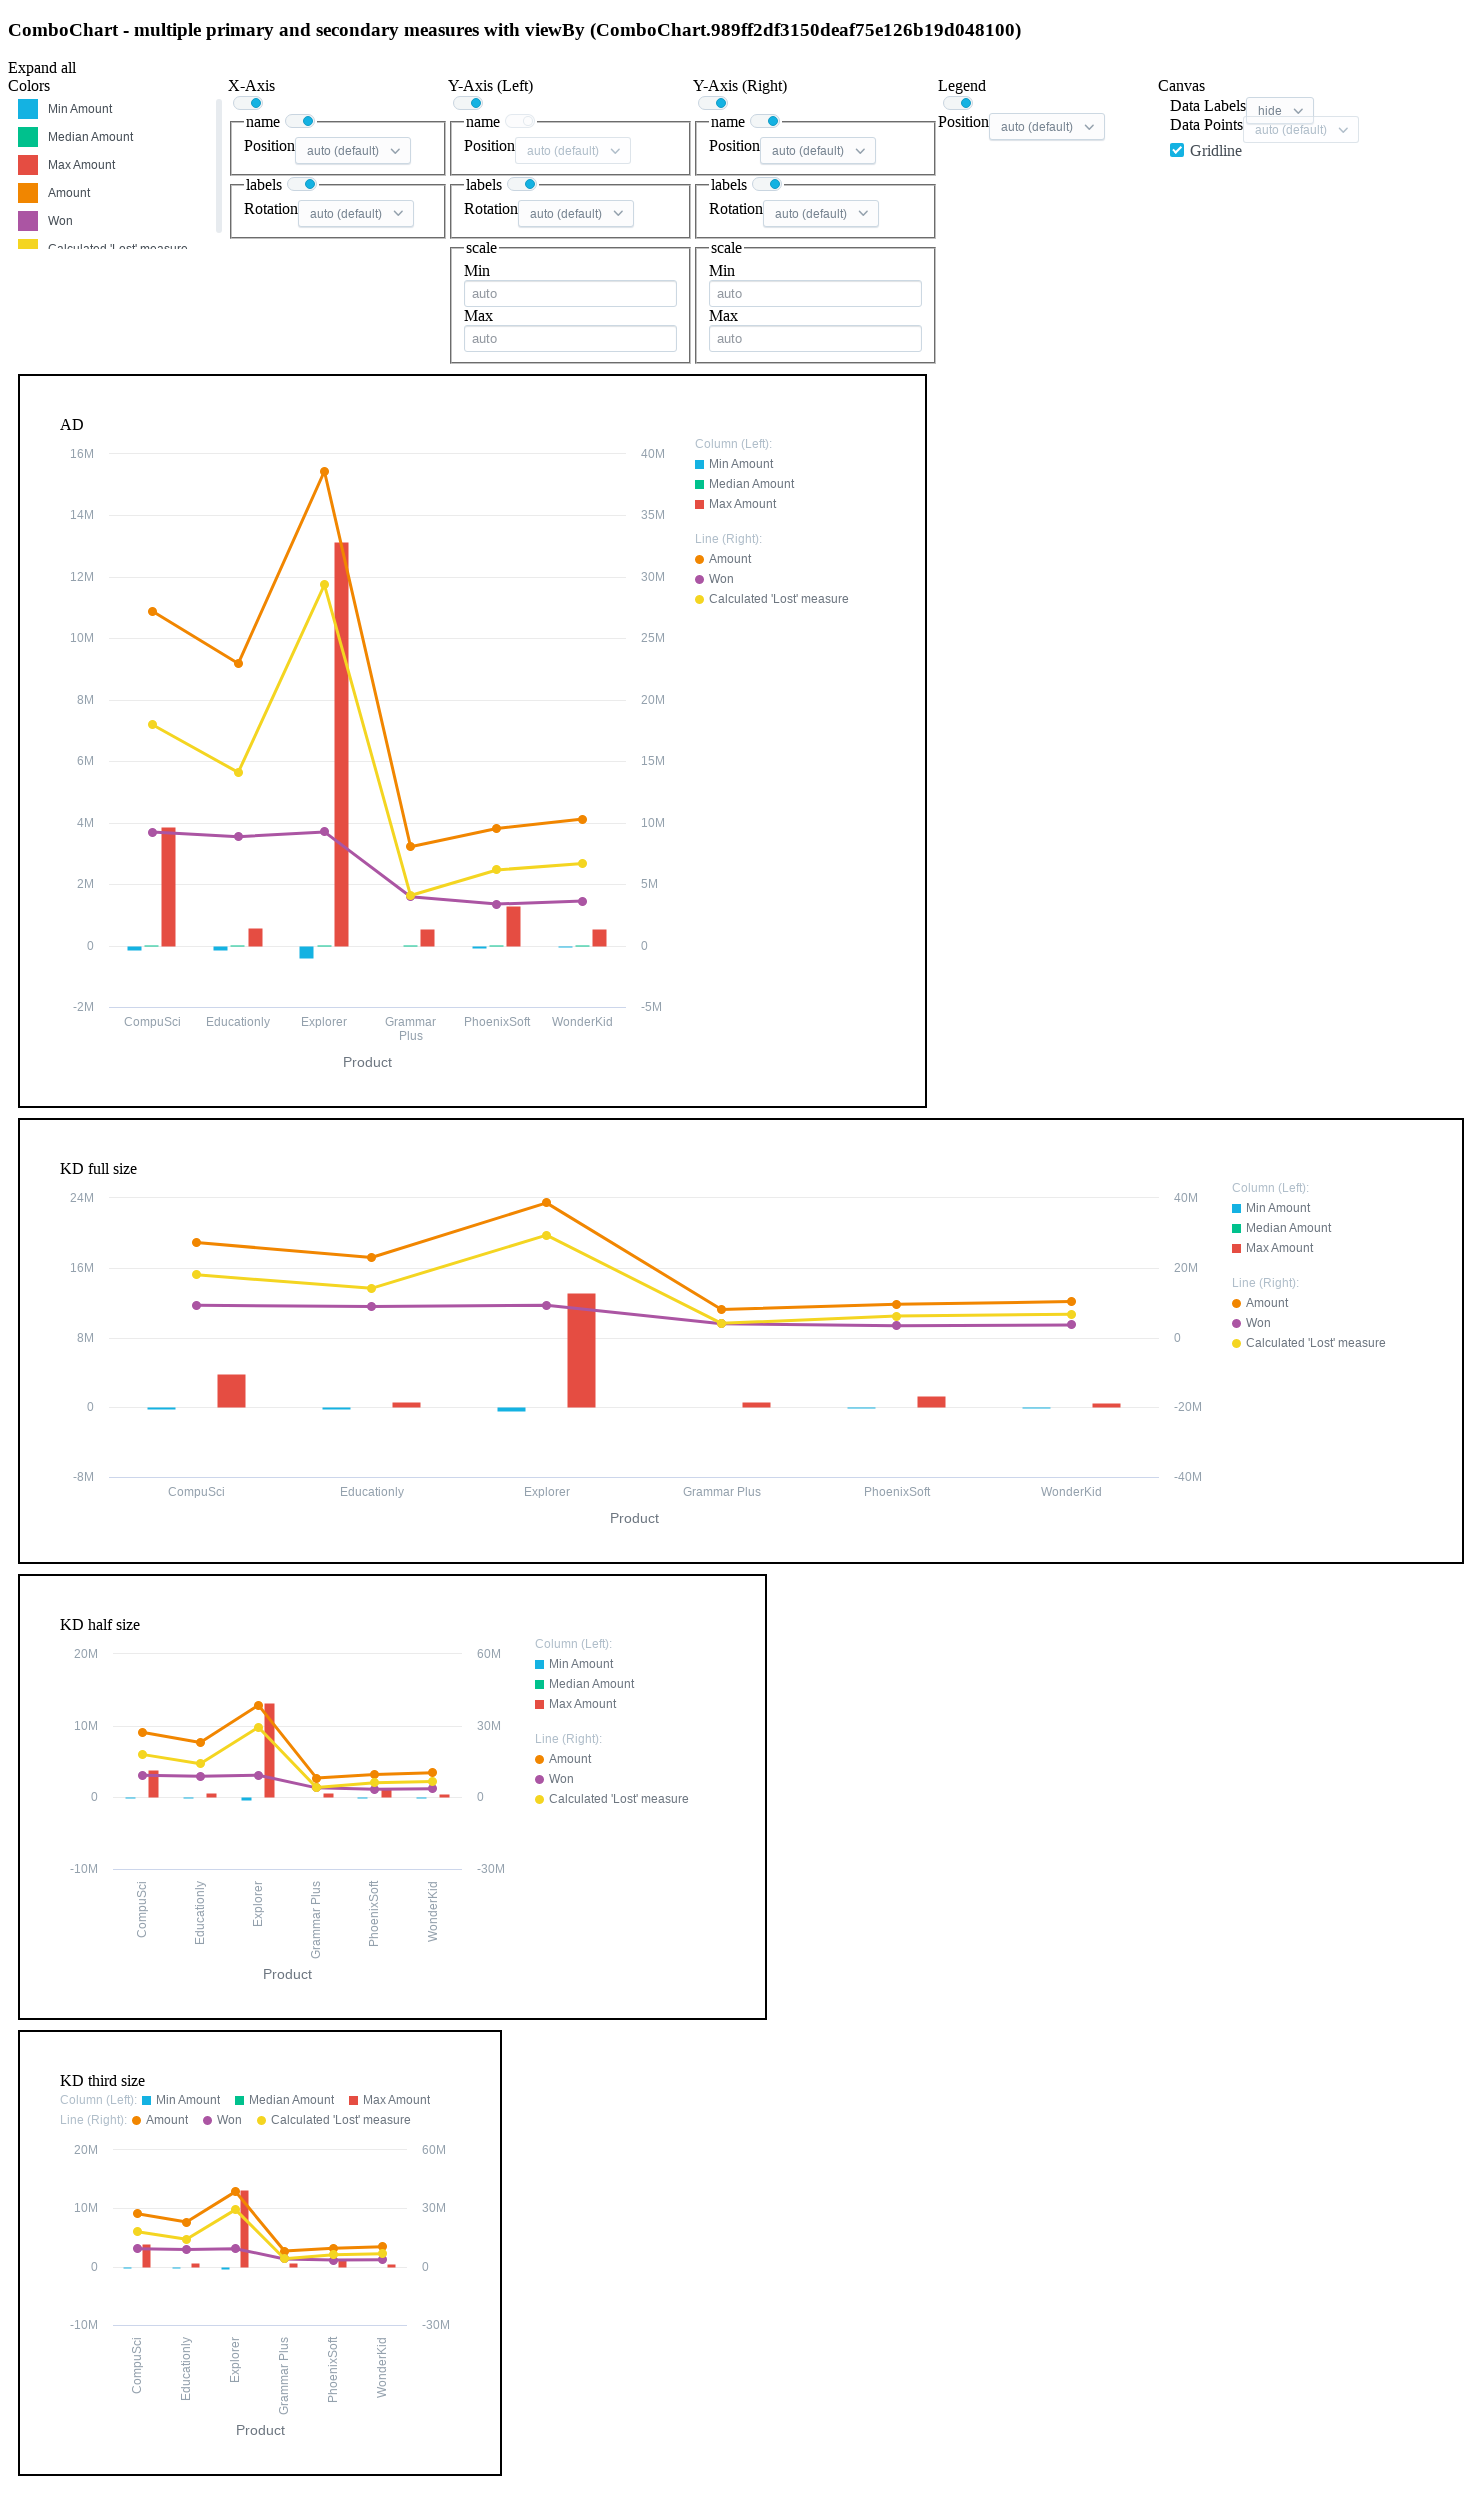 ComboChart - multiple primary and secondary measures with viewBy (ComboChart.989ff2df3150deaf75e126b19d048100)
Expand all
Colors
Min Amount
Median Amount
Max Amount
Amount
Won
Calculated 'Lost' measure
X-Axis
name
Position auto (default)
labels
Rotation auto (default)
Y-Axis (Left)
name
Position auto (default)
labels
Rotation auto (default)
scale
Min
auto
Max
auto
Y-Axis (Right)
name
Position auto (default)
labels
Rotation auto (default)
scale
Min
auto
Max
auto
Legend
Position auto (default)
Canvas
Data Labels hide
Data Points auto (default)
Gridline
AD
16M
14M
12M
10M
8M
6M
4M
2M
0
-2M
40M
35M
30M
25M
20M
15M
10M
5M
0
-5M
CompuSci
Educationly
Explorer
Grammar
Plus
PhoenixSoft
WonderKid
Product
Column (Left):
Min Amount
Median Amount
Max Amount
Line (Right):
Amount
Won
Calculated 'Lost' measure
KD full size
24M
16M
8M
0
-8M
40M
20M
0
-20M
-40M
CompuSci
Educationly
Explorer
Grammar Plus
PhoenixSoft
WonderKid
Product
Column (Left):
Min Amount
Median Amount
Max Amount
Line (Right):
Amount
Won
Calculated 'Lost' measure
KD half size
20M
10M
0
-10M
60M
30M
0
-30M
CompuSci
Educationly
Explorer
Grammar Plus
PhoenixSoft
WonderKid
Product
Column (Left):
Min Amount
Median Amount
Max Amount
Line (Right):
Amount
Won
Calculated 'Lost' measure
KD third size
Column (Left): Min Amount Median Amount Max Amount
Line (Right): Amount Won Calculated 'Lost' measure
20M
10M
0
-10M
60M
30M
0
-30M
CompuSci
Educationly
Explorer
Grammar Plus
PhoenixSoft
WonderKid
Product